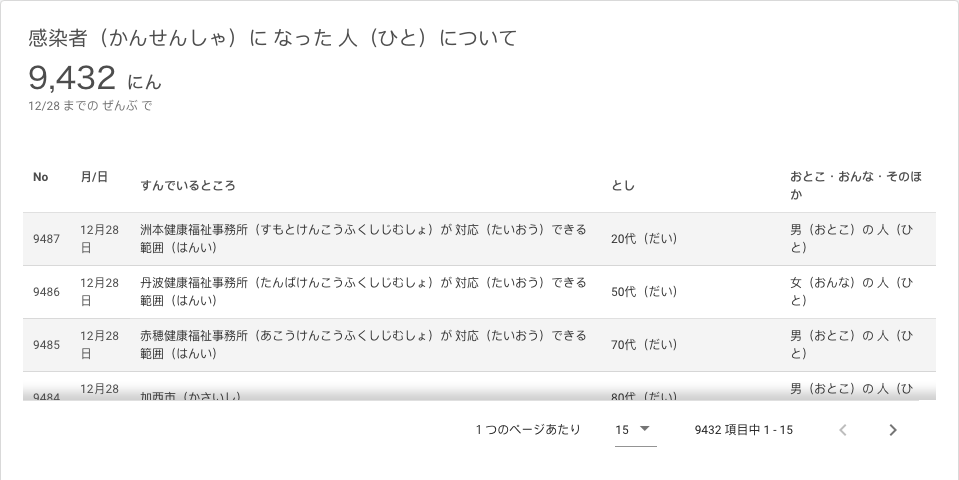 感染者（かんせんしゃ）に なった 人（ひと）について
9,432 にん
12/28 までの ぜんぶ で
No 月/日 すんでいるところ とし おとこ・おんな・そのほ
か
9487 12月28 洲本健康福祉事務所（すもとけんこうふくしじむしょ）が 対応（たいおう）できる 20代（だい） 男（おとこ）の 人（ひ
日 範囲（はんい） と）
9486 12月28 丹波健康福祉事務所（たんばけんこうふくしじむしょ）が 対応（たいおう）できる 50代（だい） 女（おんな）の 人（ひ
日 範囲（はんい） と）
9485 12月28 赤穂健康福祉事務所（あこうけんこうふくしじむしょ）が 対応（たいおう）できる 70代（だい） 男（おとこ）の 人（ひ
日 範囲（はんい） と）
9484 12月28 加西市（かさいし） 80代（だい） 男（おとこ）の 人（ひ
1 つのページあたり 15 9432 項目中 1 - 15